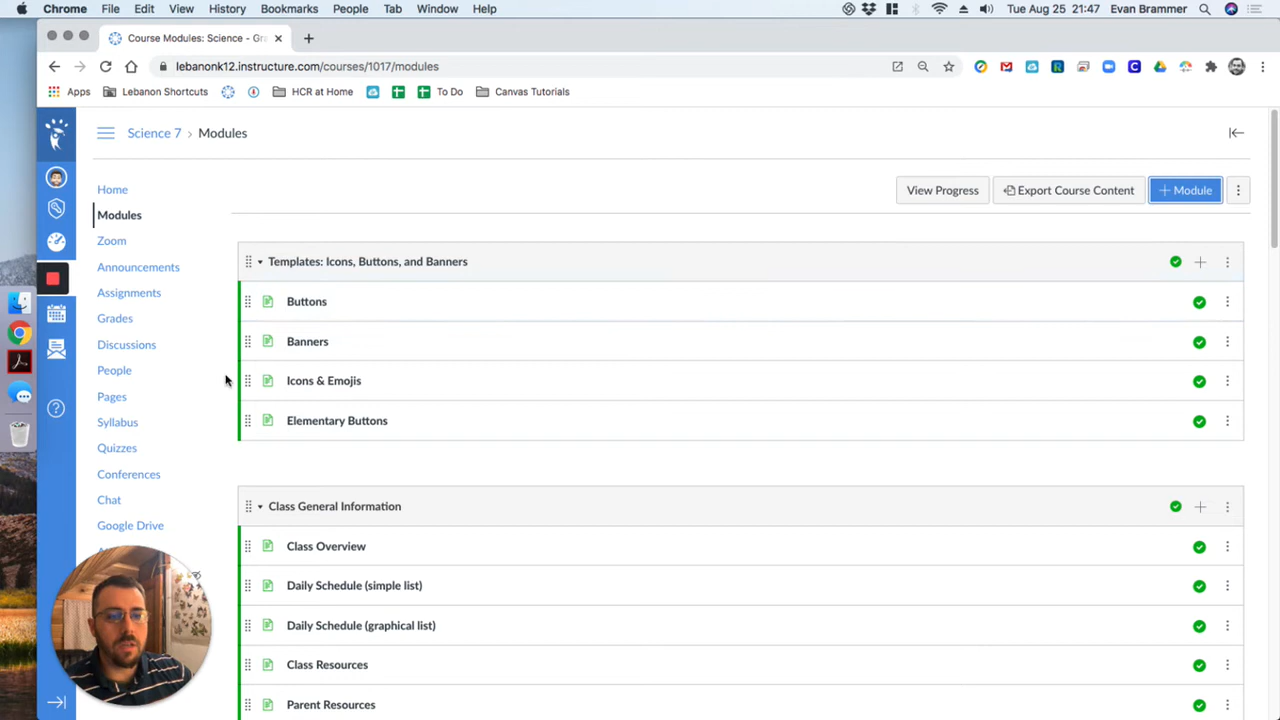 Chrome File Edit View History Bookmarks People Tab Window Help Tue Aug 25 21:47 Evan Brammer
Course Modules: Science - Gra
lebanonk12.instructure.com/courses/1017/modules
Apps Lebanon Shortcuts HCR at Home To Do Canvas Tutorials
Science 7 › Modules
View Progress Export Course Content + Module
Home
Modules
Zoom
Announcements
Assignments
Grades
Discussions
People
Pages
Syllabus
Quizzes
Conferences
Chat
Google Drive
Templates: Icons, Buttons, and Banners
Buttons
Banners
Icons & Emojis
Elementary Buttons
Class General Information
Class Overview
Daily Schedule (simple list)
Daily Schedule (graphical list)
Class Resources
Parent Resources